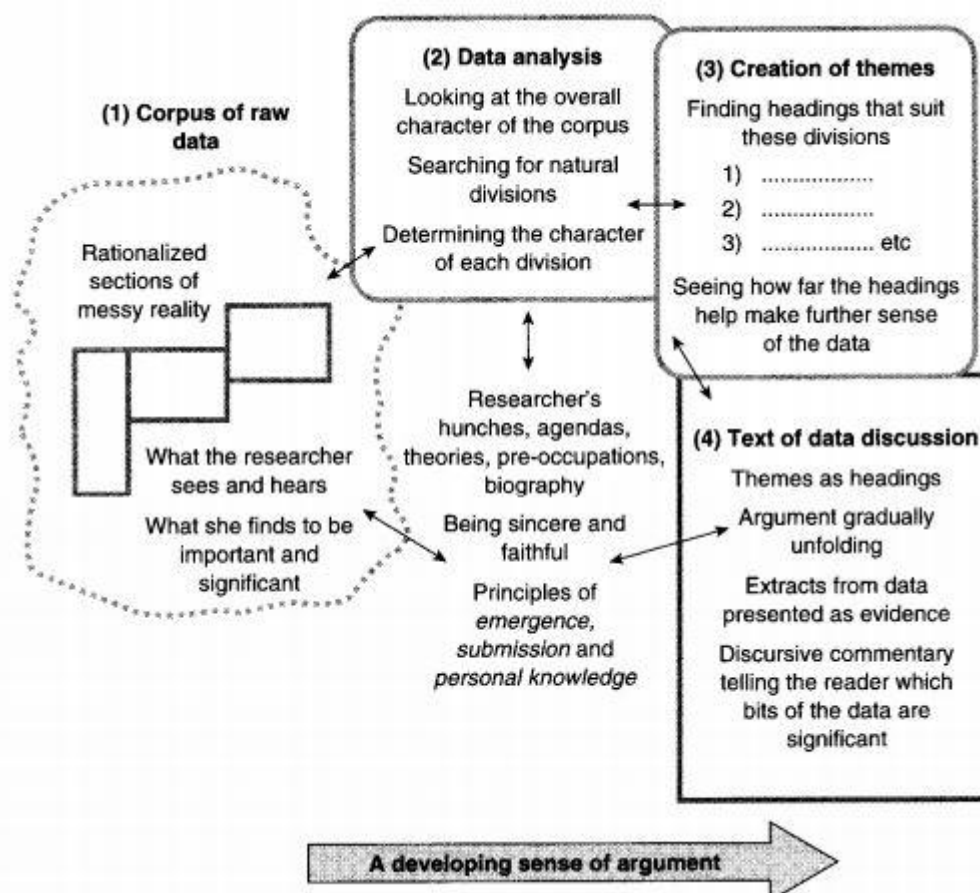 (1) Corpus of raw
data
Rationalized
sections of
messy reality
What the researcher
sees and hears
What she finds to be
important and
significant
(2) Data analysis
Looking at the overall
character of the corpus
Searching for natural
divisions
Determining the character
of each division
Researcher's
hunches, agendas,
theories, pre-occupations,
biography
Being sincere and
faithful
Principles of
emergence,
submission and
personal knowledge
(3) Creation of themes
Finding headings that suit
these divisions
1) ..................
2) ..................
3) .................. etc
Seeing how far the headings
help make further sense
of the data
(4) Text of data discussion
Themes as headings
Argument gradually
unfolding
Extracts from data
presented as evidence
Discursive commentary
telling the reader which
bits of the data are
significant
A developing sense of argument